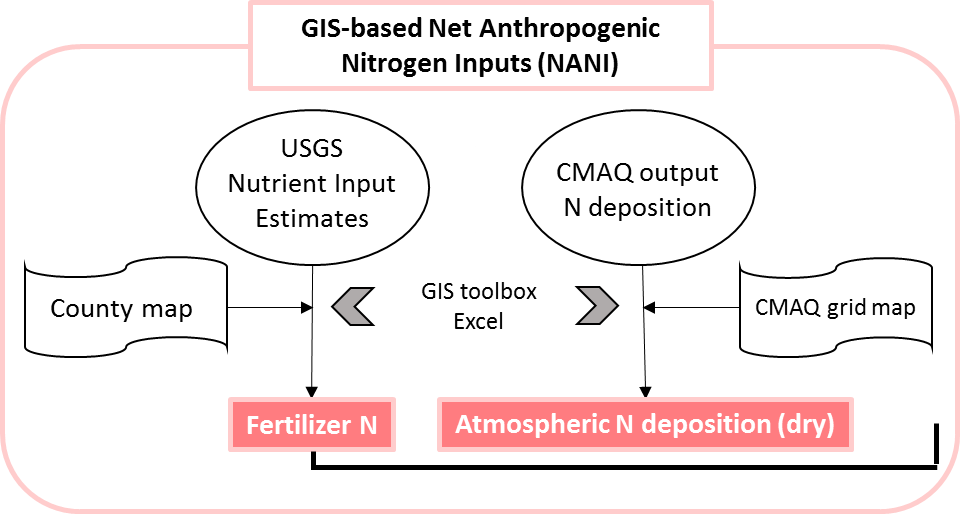 GIS-based Net Anthropogenic
Nitrogen Inputs (NANI)
USGS
Nutrient Input
Estimates
CMAQ output
N deposition
County map
GIS toolbox
Excel
CMAQ grid map
Fertilizer N
Atmospheric N deposition (dry)